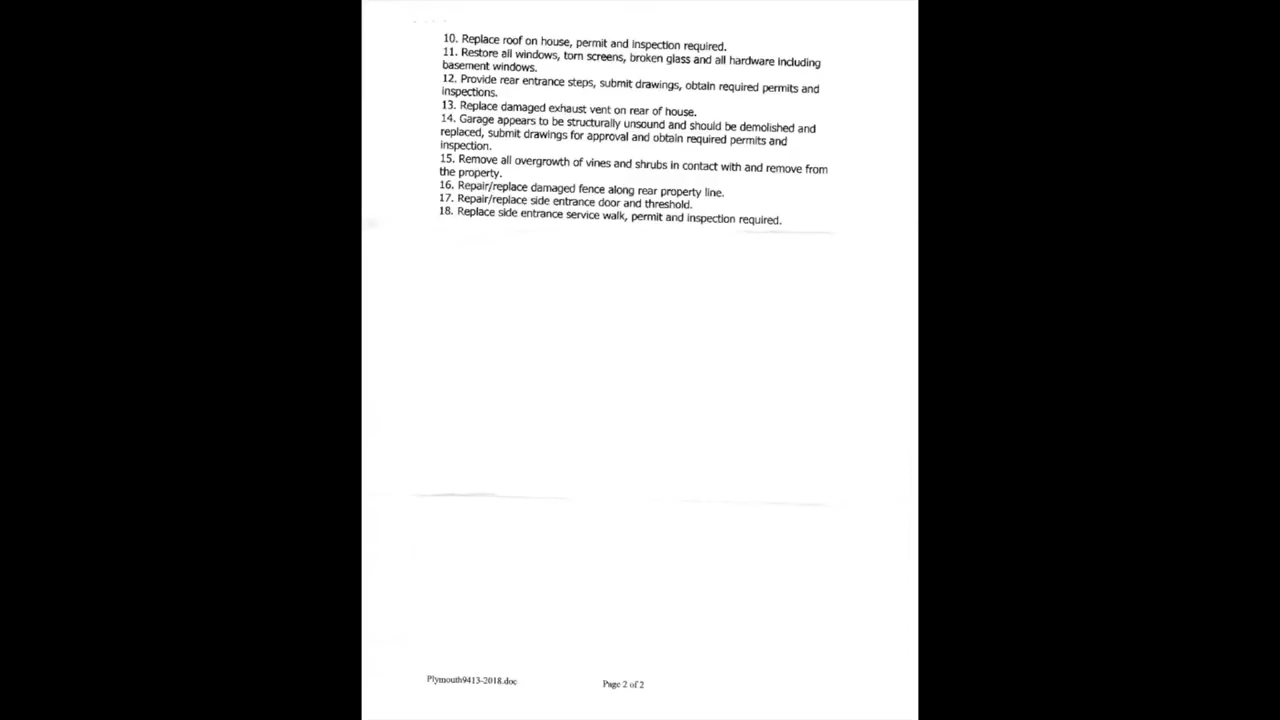 10. Replace roof on house, permit and inspection required.
11. Restore all windows, torn screens, broken glass and all hardware including
basement windows.
12. Provide rear entrance steps, submit drawings, obtain required permits and
inspections.
13. Replace damaged exhaust vent on rear of house.
14. Garage appears to be structurally unsound and should be demolished and
replaced, submit drawings for approval and obtain required permits and
inspection.
15. Remove all overgrowth of vines and shrubs in contact with and remove from
the property.
16. Repair/replace damaged fence along rear property line.
17. Repair/replace side entrance door and threshold.
18. Replace side entrance service walk, permit and inspection required.
Plymouth9413-2018.doc
Page 2 of 2